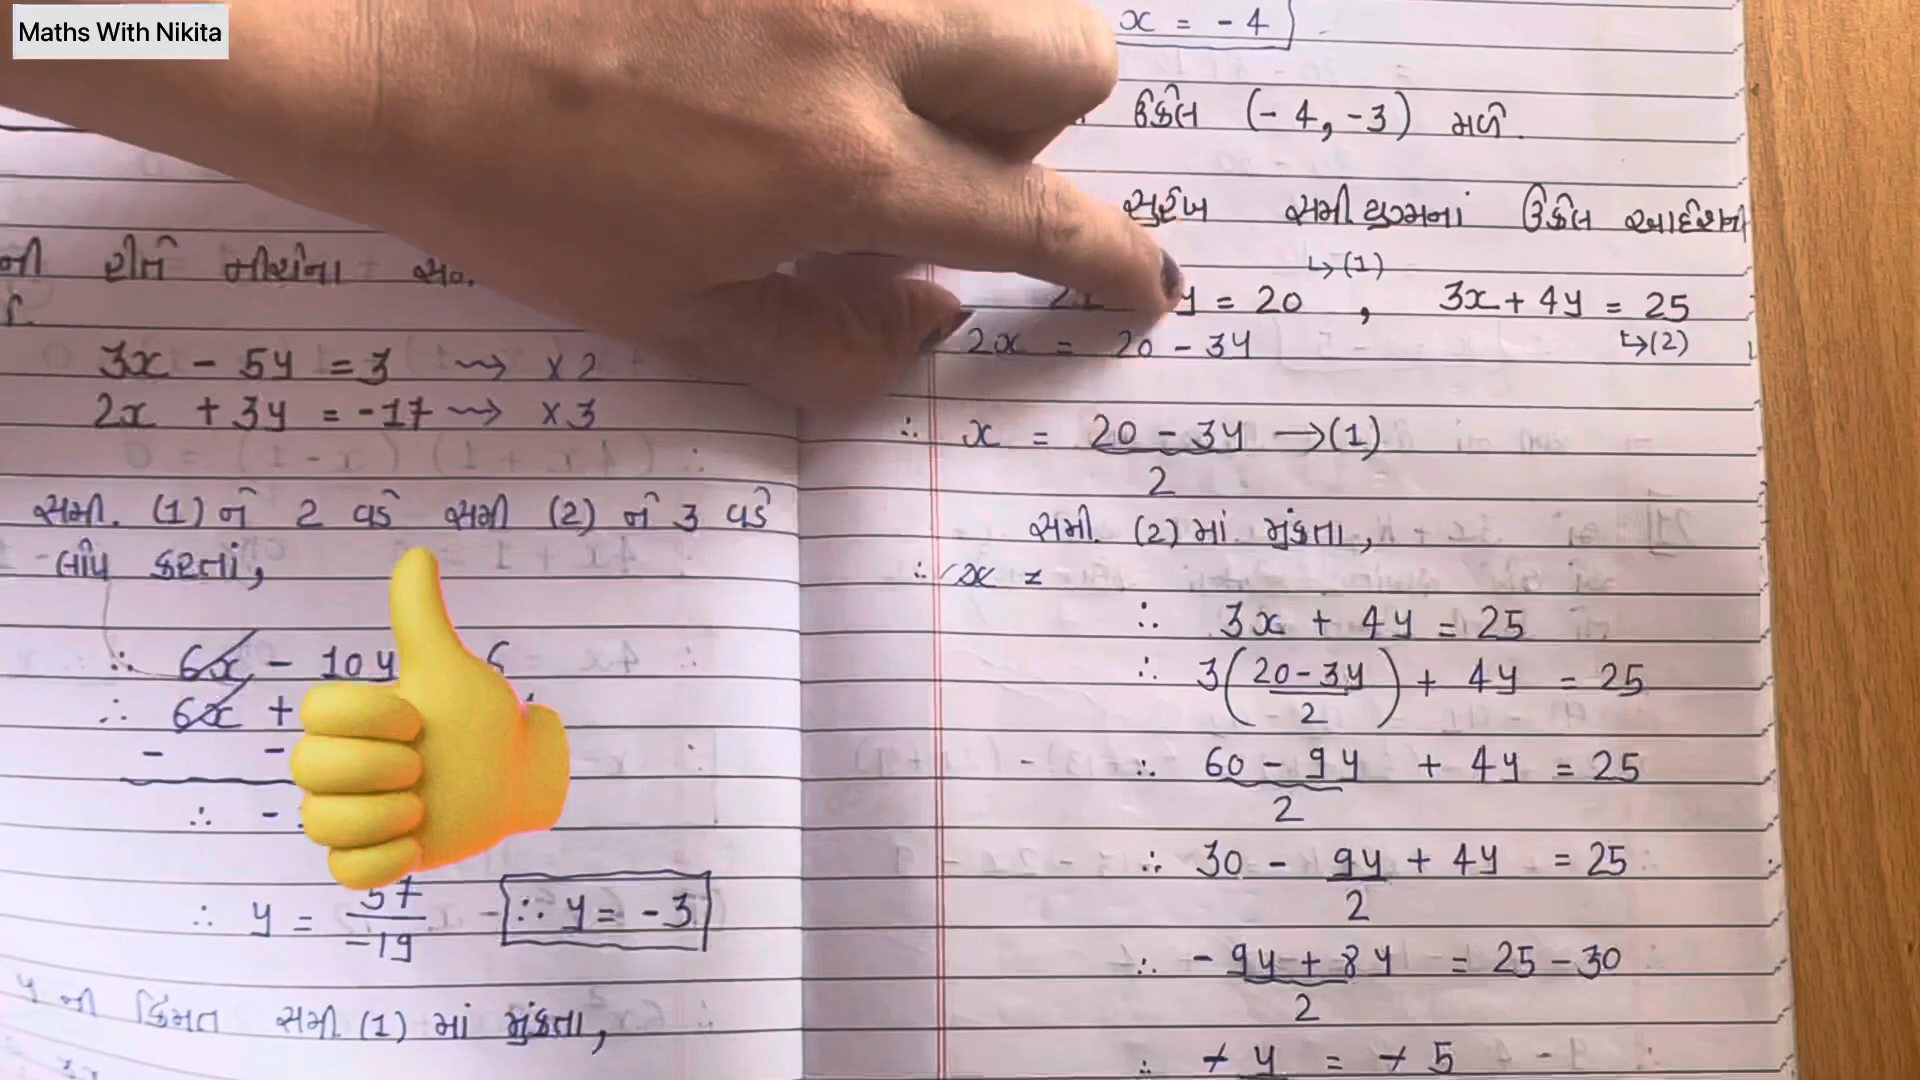 Maths With Nikita
ની રીતે નીચેના
3x - 5y = 3 ⇝ × 2
2x + 3y = -17 ⇝ × 3
સમી. (1) ને 2 વડે સમી (2) ને 3 વડે
લોપ કરતાં,
∴ 6x - 10y 6
∴ 6x +
- -
∴ -
∴ y = 57/-19 ∴ y = -3
y ની કિંમત સમી (1) માં મુકતા,
x = -4
ઉકેલ (-4, -3) મળે.
સુરેખ સમીયુગ્મનાં ઉકેલ આદેશની
↳(1)
y = 20 , 3x + 4y = 25
↳(2)
2x = 20 - 3y
∴ x = (20 - 3y)/2 →(1)
સમી. (2) માં મુકતા,
∴ x =
∴ 3x + 4y = 25
∴ 3((20 - 3y)/2) + 4y = 25
∴ (60 - 9y)/2 + 4y = 25
∴ 30 - 9y/2 + 4y = 25
∴ (-9y + 8y)/2 = 25 - 30
∴ -y = -5